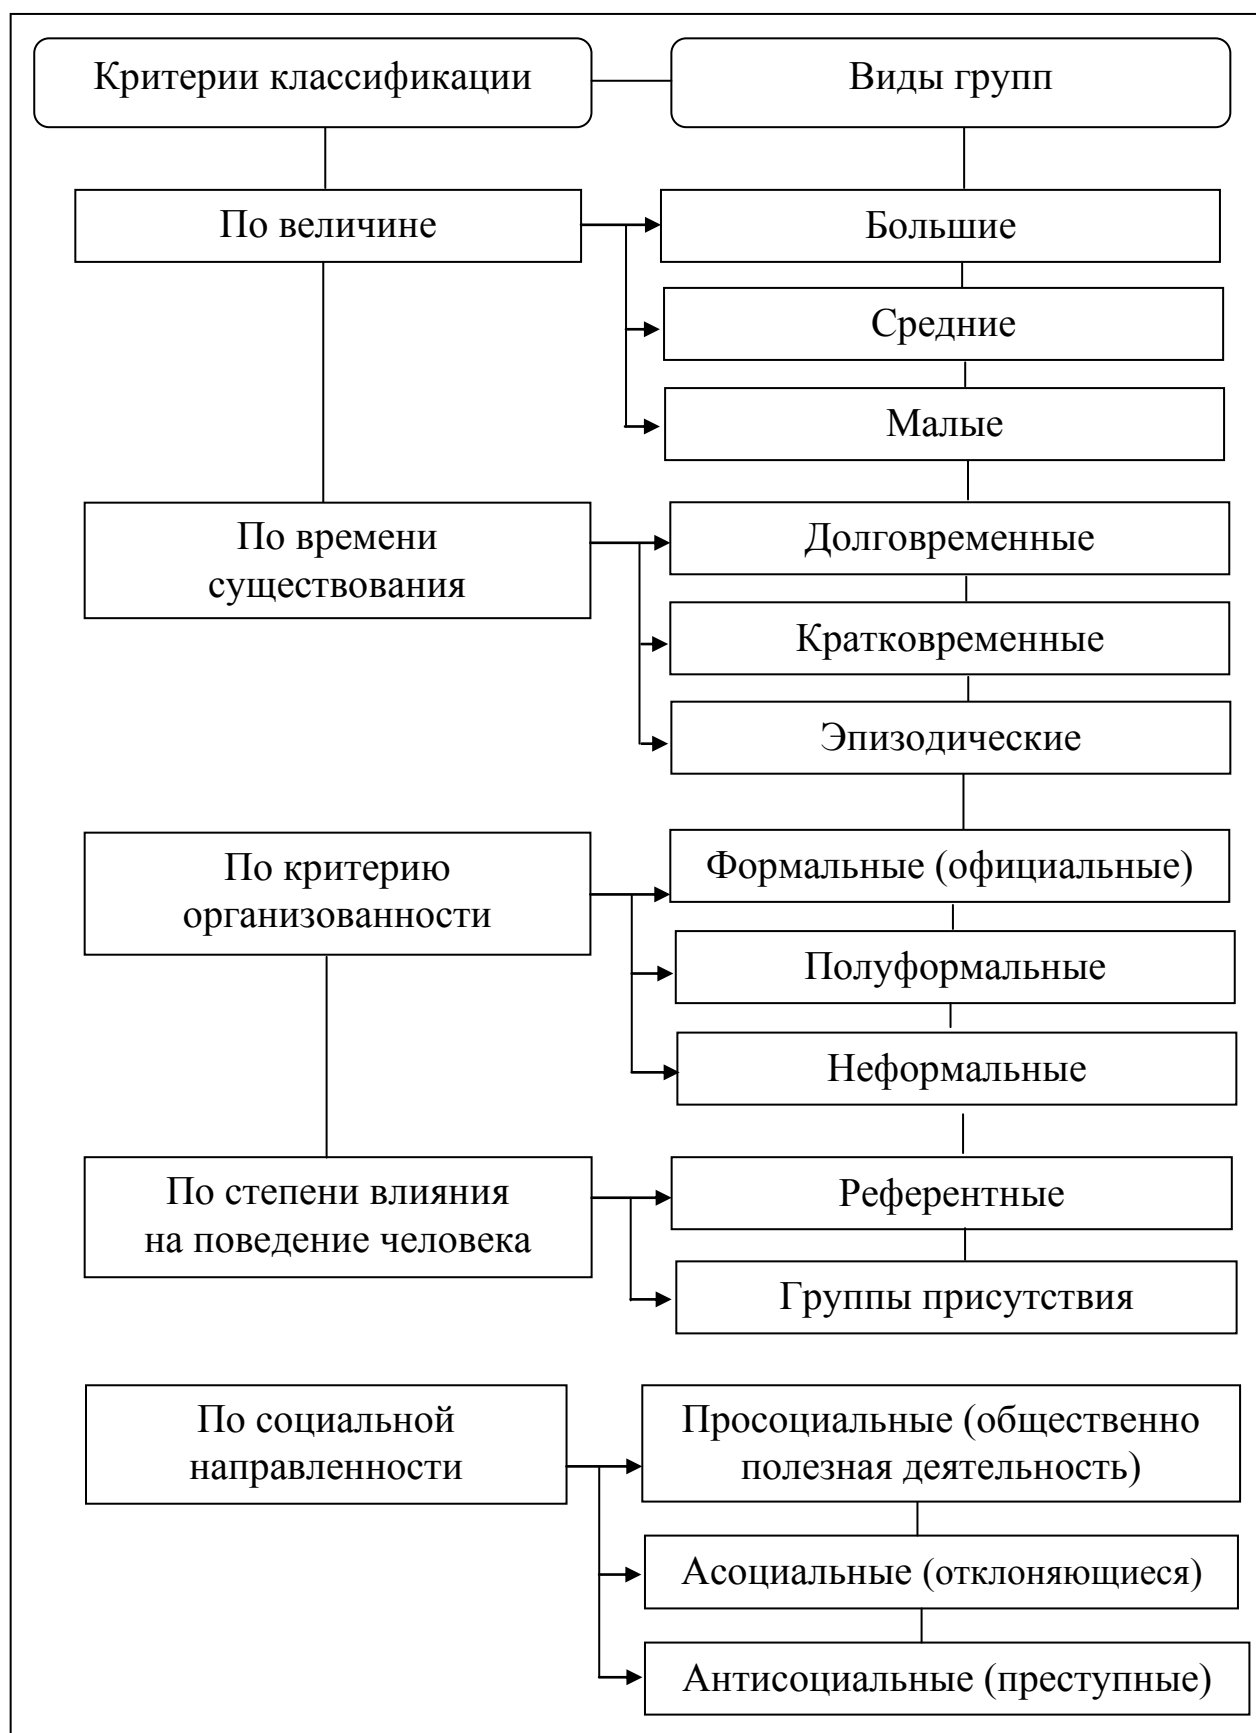 Критерии классификации
Виды групп
По величине
Большие
Средние
Малые
По времени
существования
Долговременные
Кратковременные
Эпизодические
По критерию
организованности
Формальные (официальные)
Полуформальные
Неформальные
По степени влияния
на поведение человека
Референтные
Группы присутствия
По социальной
направленности
Просоциальные (общественно
полезная деятельность)
Асоциальные (отклоняющиеся)
Антисоциальные (преступные)